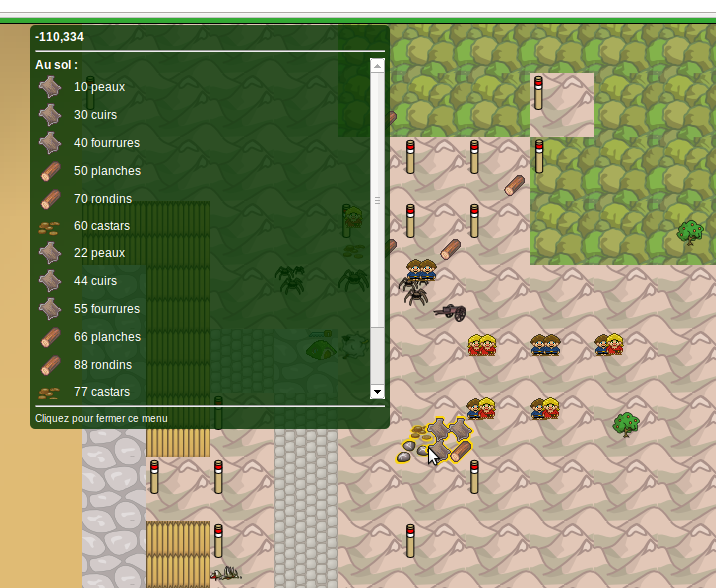 -110,334
Au sol :
10 peaux
30 cuirs
40 fourrures
50 planches
70 rondins
60 castars
22 peaux
44 cuirs
55 fourrures
66 planches
88 rondins
77 castars
Cliquez pour fermer ce menu